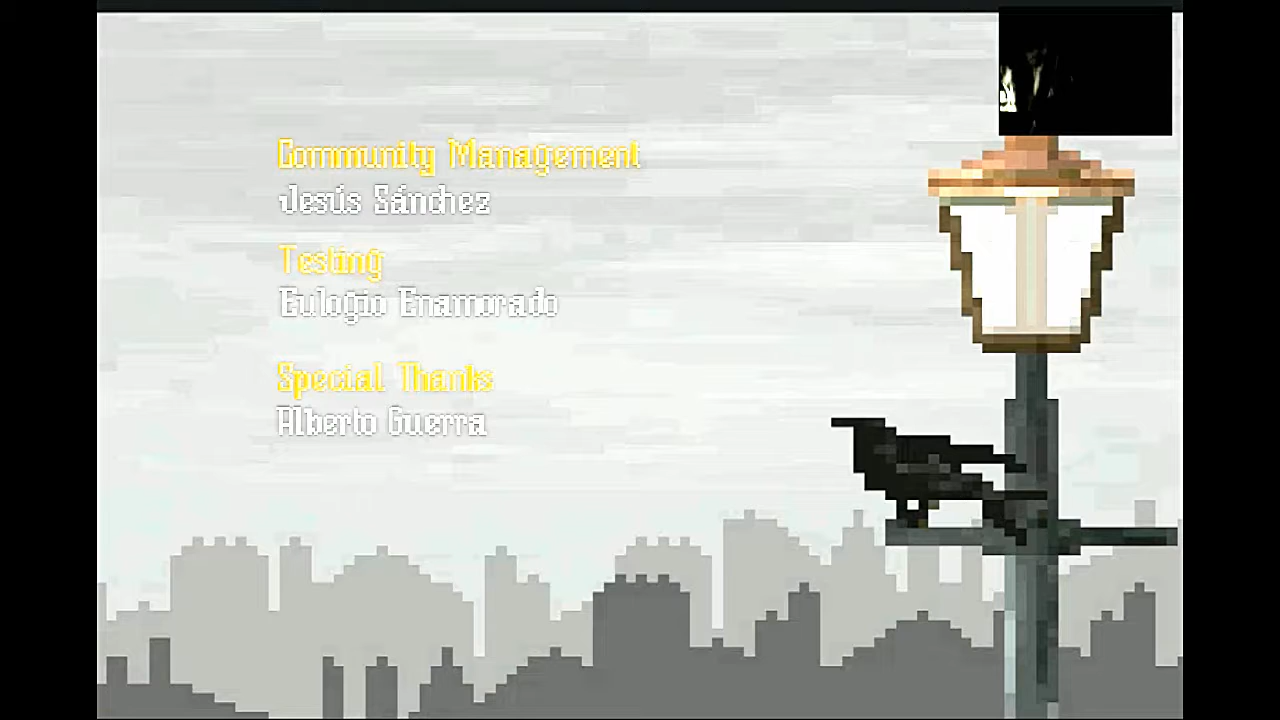 Community Management
Jesús Sánchez
Testing
Eulogio Enamorado
Special Thanks
Alberto Guerra